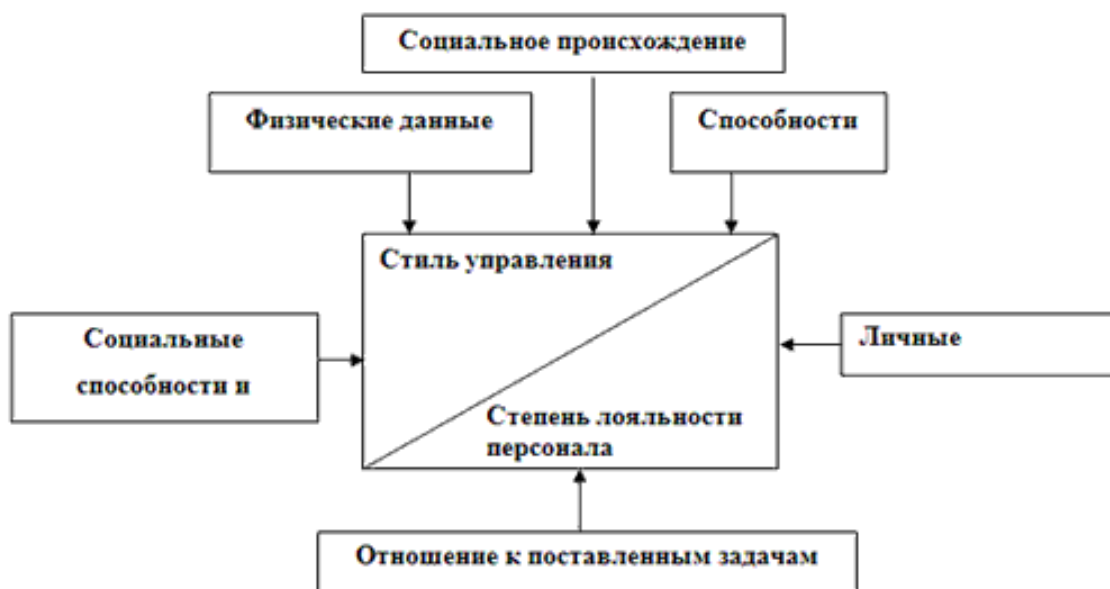 Социальное происхождение
Физические данные
Способности
Стиль управления
Социальные
способности и
Личные
Степень лояльности
персонала
Отношение к поставленным задачам